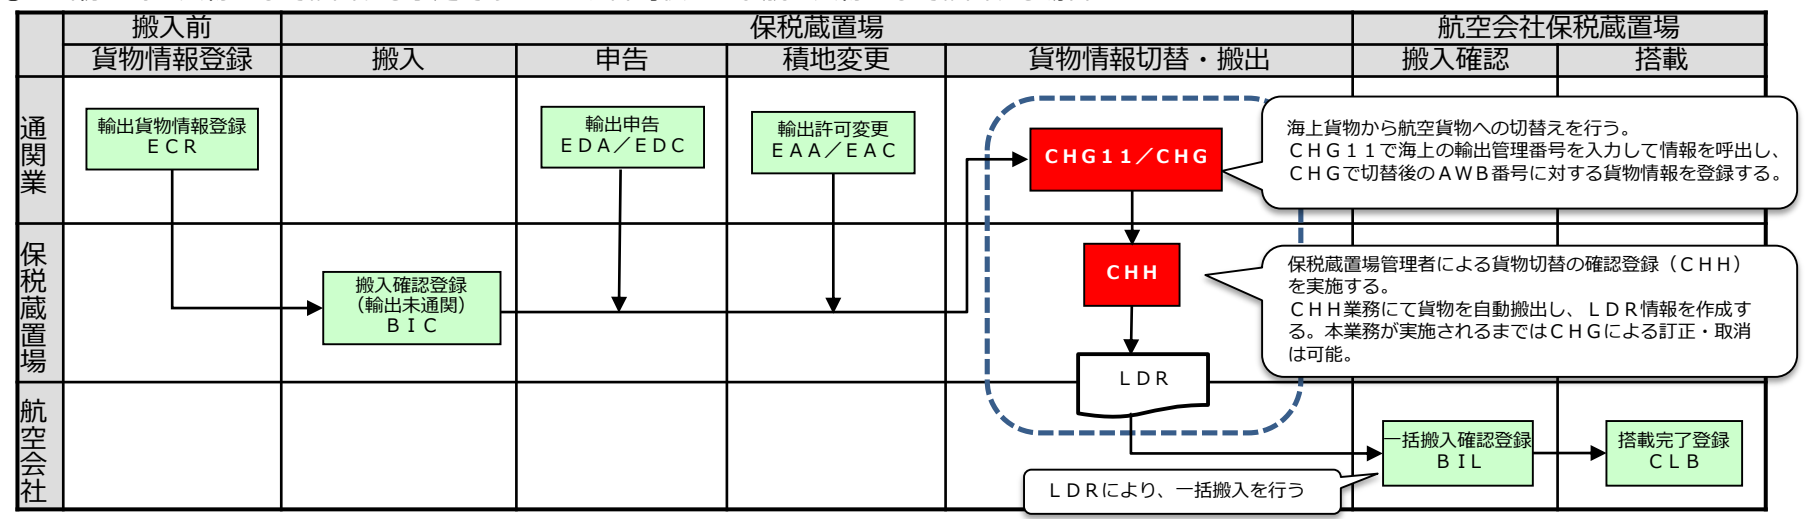 搬入前
保税蔵置場
航空会社保税蔵置場
貨物情報登録
搬入
申告
積地変更
貨物情報切替・搬出
搬入確認
搭載
通関業
輸出貨物情報登録
ＥＣＲ
輸出申告
ＥＤＡ／ＥＤＣ
輸出許可変更
ＥＡＡ／ＥＡＣ
ＣＨＧ１１／ＣＨＧ
海上貨物から航空貨物への切替えを行う。
ＣＨＧ１１で海上の輸出管理番号を入力して情報を呼出し、
ＣＨＧで切替後のＡＷＢ番号に対する貨物情報を登録する。
保税蔵置場
搬入確認登録
（輸出未通関）
ＢＩＣ
ＣＨＨ
保税蔵置場管理者による貨物切替の確認登録（ＣＨＨ）
を実施する。
ＣＨＨ業務にて貨物を自動搬出し、ＬＤＲ情報を作成す
る。本業務が実施されるまではＣＨＧによる訂正・取消
は可能。
ＬＤＲ
航空会社
一括搬入確認登録
ＢＩＬ
搭載完了登録
ＣＬＢ
ＬＤＲにより、一括搬入を行う